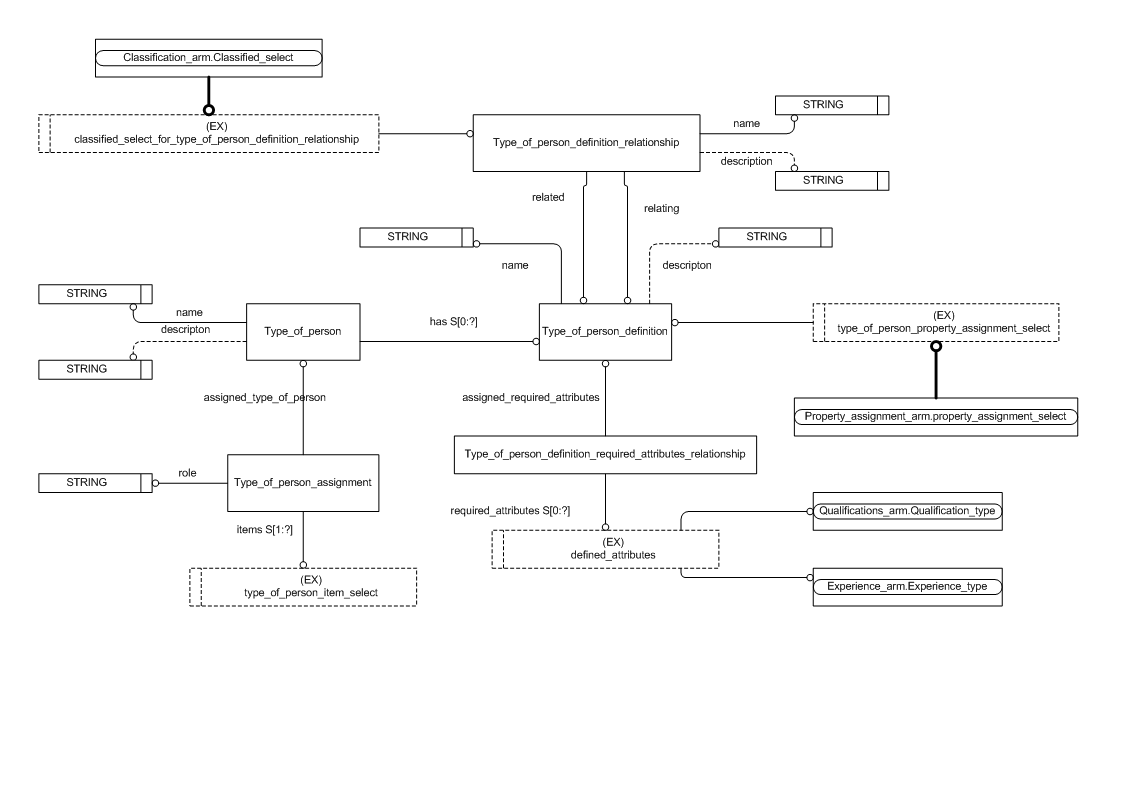 Classification_arm.Classified_select
STRING
(EX)
classified_select_for_type_of_person_definition_relationship
name
Type_of_person_definition_relationship
description
STRING
related
relating
STRING
STRING
name
descripton
STRING
name
descripton
Type_of_person
has S[0:?]
Type_of_person_definition
(EX)
type_of_person_property_assignment_select
STRING
assigned_type_of_person
assigned_required_attributes
Property_assignment_arm.property_assignment_select
Type_of_person_definition_required_attributes_relationship
STRING
role
Type_of_person_assignment
required_attributes S[0:?]
Qualifications_arm.Qualification_type
items S[1:?]
(EX)
defined_attributes
(EX)
type_of_person_item_select
Experience_arm.Experience_type